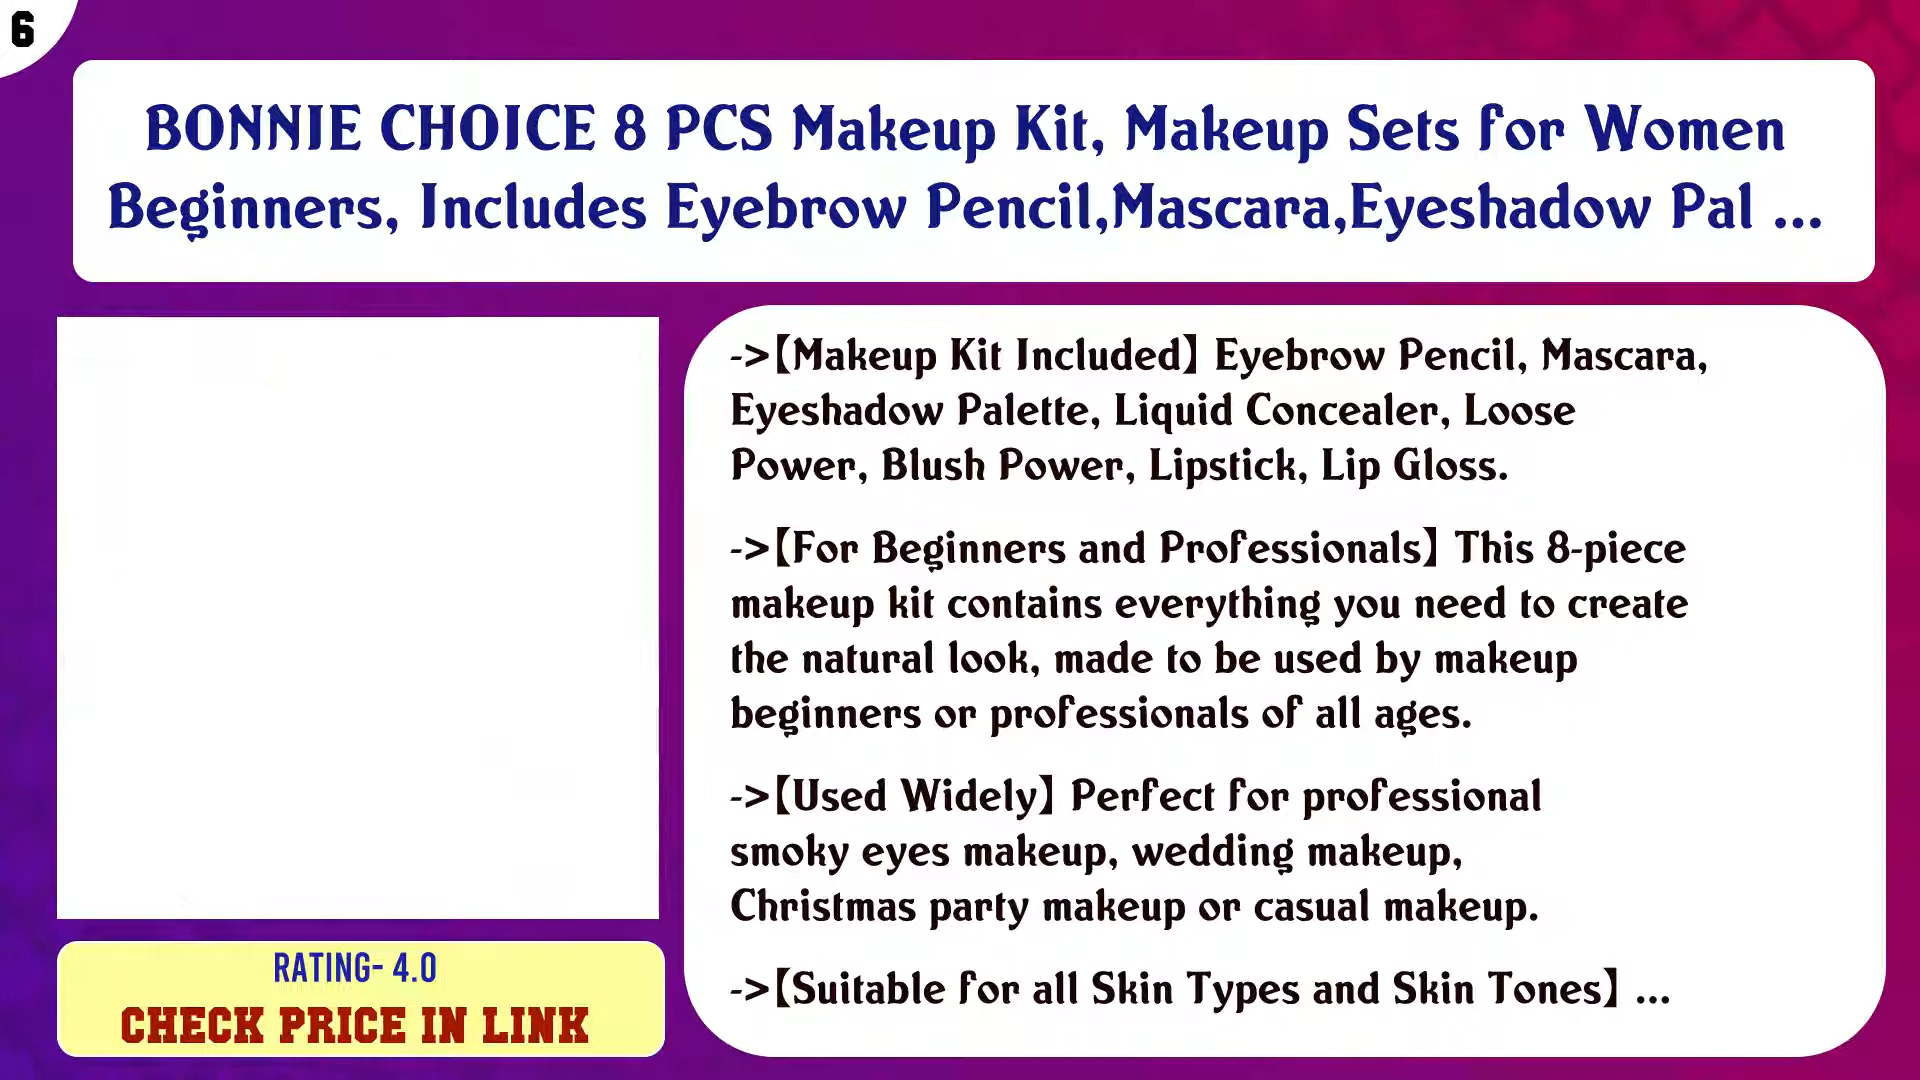 6
BONNIE CHOICE 8 PCS Makeup Kit, Makeup Sets for Women
Beginners, Includes Eyebrow Pencil,Mascara,Eyeshadow Pal ...
->【Makeup Kit Included】 Eyebrow Pencil, Mascara,
Eyeshadow Palette, Liquid Concealer, Loose
Power, Blush Power, Lipstick, Lip Gloss.
->【For Beginners and Professionals】 This 8-piece
makeup kit contains everything you need to create
the natural look, made to be used by makeup
beginners or professionals of all ages.
->【Used Widely】 Perfect for professional
smoky eyes makeup, wedding makeup,
Christmas party makeup or casual makeup.
->【Suitable for all Skin Types and Skin Tones】 ...
RATING- 4.0
CHECK PRICE IN LINK